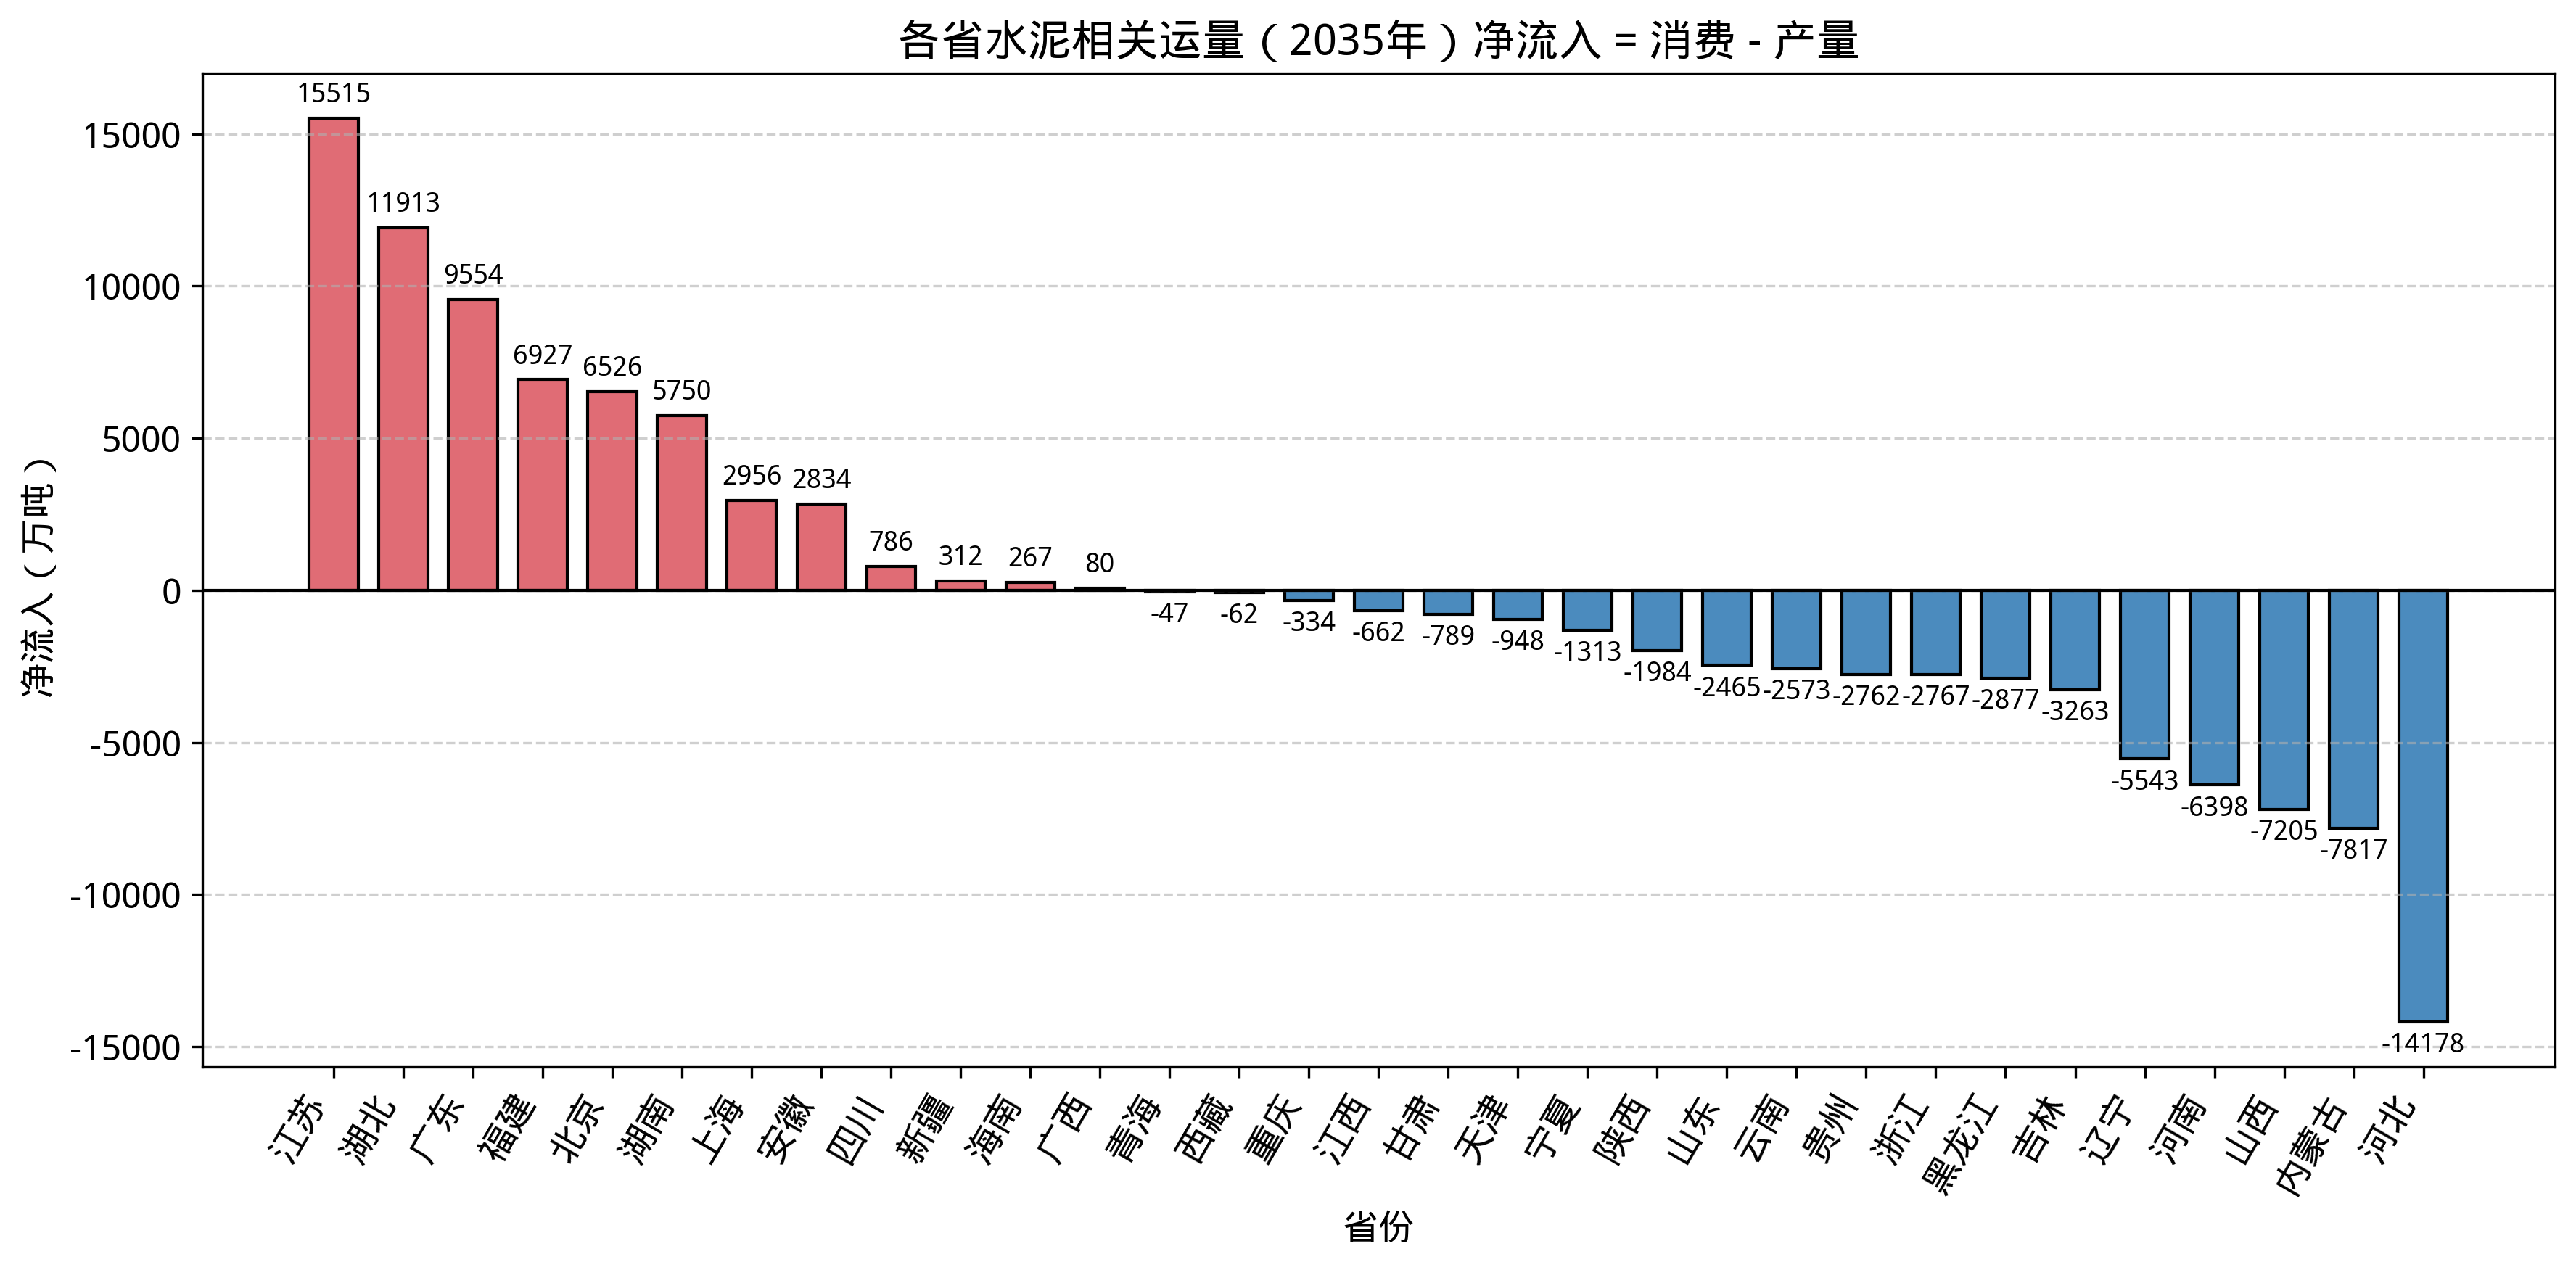 各省水泥相关运量（2035年）净流入 = 消费 - 产量
净流入（万吨）
15000
10000
5000
0
-5000
-10000
-15000
15515
11913
9554
6927
6526
5750
2956
2834
786
312
267
80
-47
-62
-334
-662
-789
-948
-1313
-1984
-2465
-2573
-2762
-2767
-2877
-3263
-5543
-6398
-7205
-7817
-14178
江苏
湖北
广东
福建
北京
湖南
上海
安徽
四川
新疆
海南
广西
青海
西藏
重庆
江西
甘肃
天津
宁夏
陕西
山东
云南
贵州
浙江
黑龙江
吉林
辽宁
河南
山西
内蒙古
河北
省份